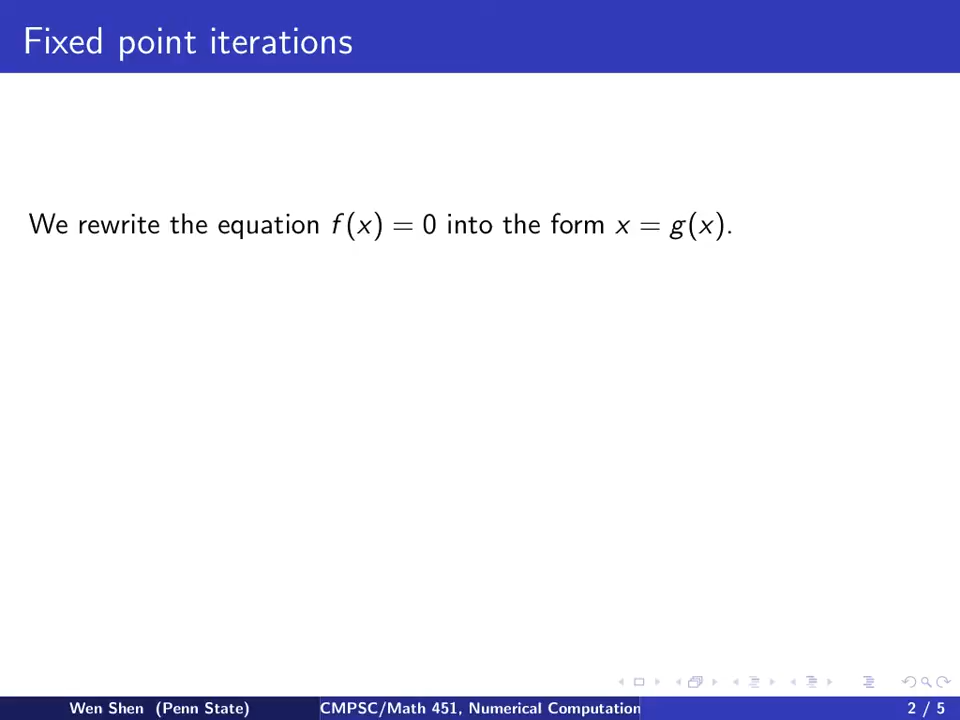 Fixed point iterations
We rewrite the equation f(x) = 0 into the form x = g(x).
Wen Shen (Penn State)
CMPSC/Math 451, Numerical Computation
2 / 5